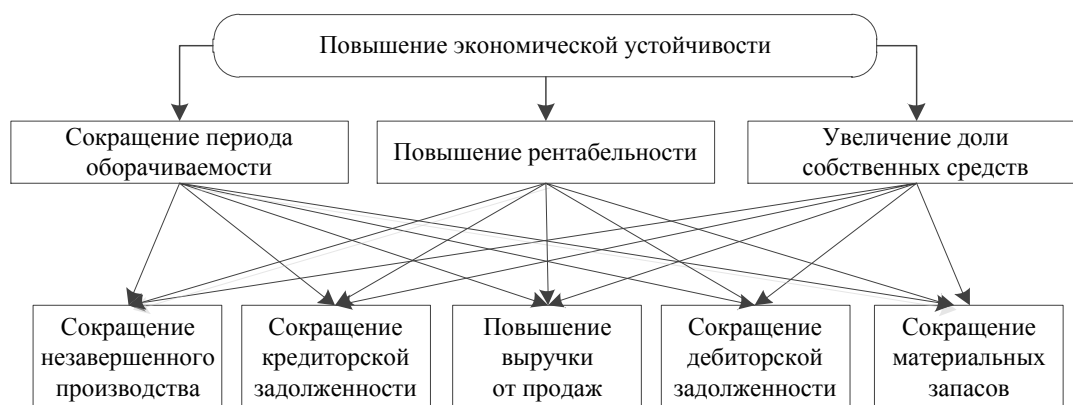 Повышение экономической устойчивости
Сокращение периода
оборачиваемости
Повышение рентабельности
Увеличение доли
собственных средств
Сокращение
незавершенного
производства
Сокращение
кредиторской
задолженности
Повышение
выручки
от продаж
Сокращение
дебиторской
задолженности
Сокращение
материальных
запасов